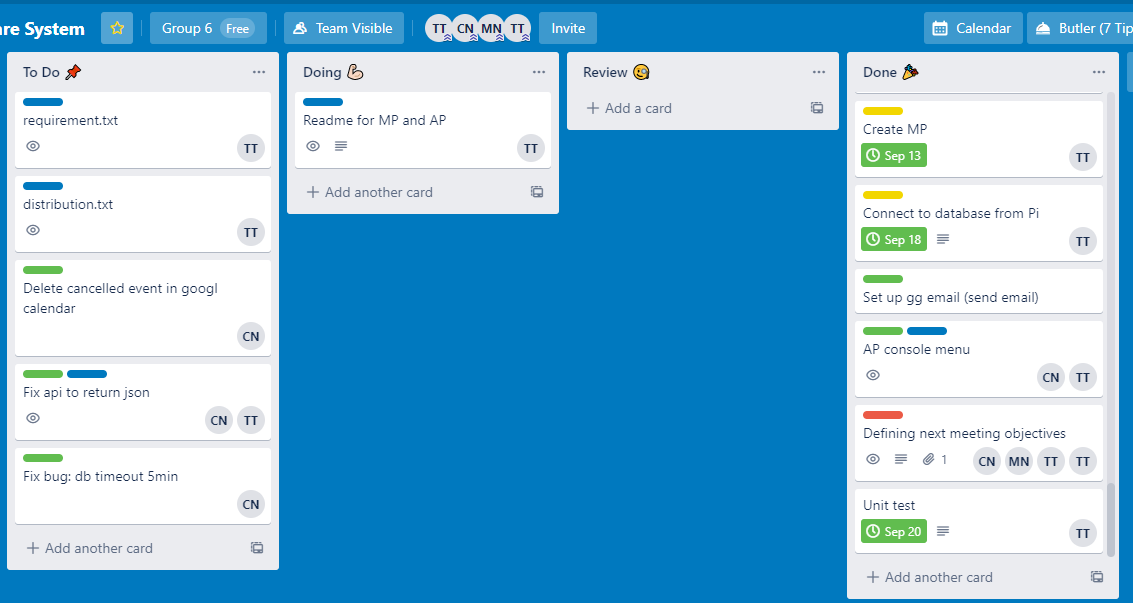 re System
Group 6 Free
Team Visible
TT CN MN TT
Invite
Calendar
Butler (7 Tip
To Do
requirement.txt
TT
distribution.txt
TT
Delete cancelled event in googl
calendar
CN
Fix api to return json
CN TT
Fix bug: db timeout 5min
CN
+ Add another card
Doing
Readme for MP and AP
TT
+ Add another card
Review
+ Add a card
Done
Create MP
Sep 13
TT
Connect to database from Pi
Sep 18
TT
Set up gg email (send email)
AP console menu
CN TT
Defining next meeting objectives
1
CN MN TT TT
Unit test
Sep 20
TT
+ Add another card